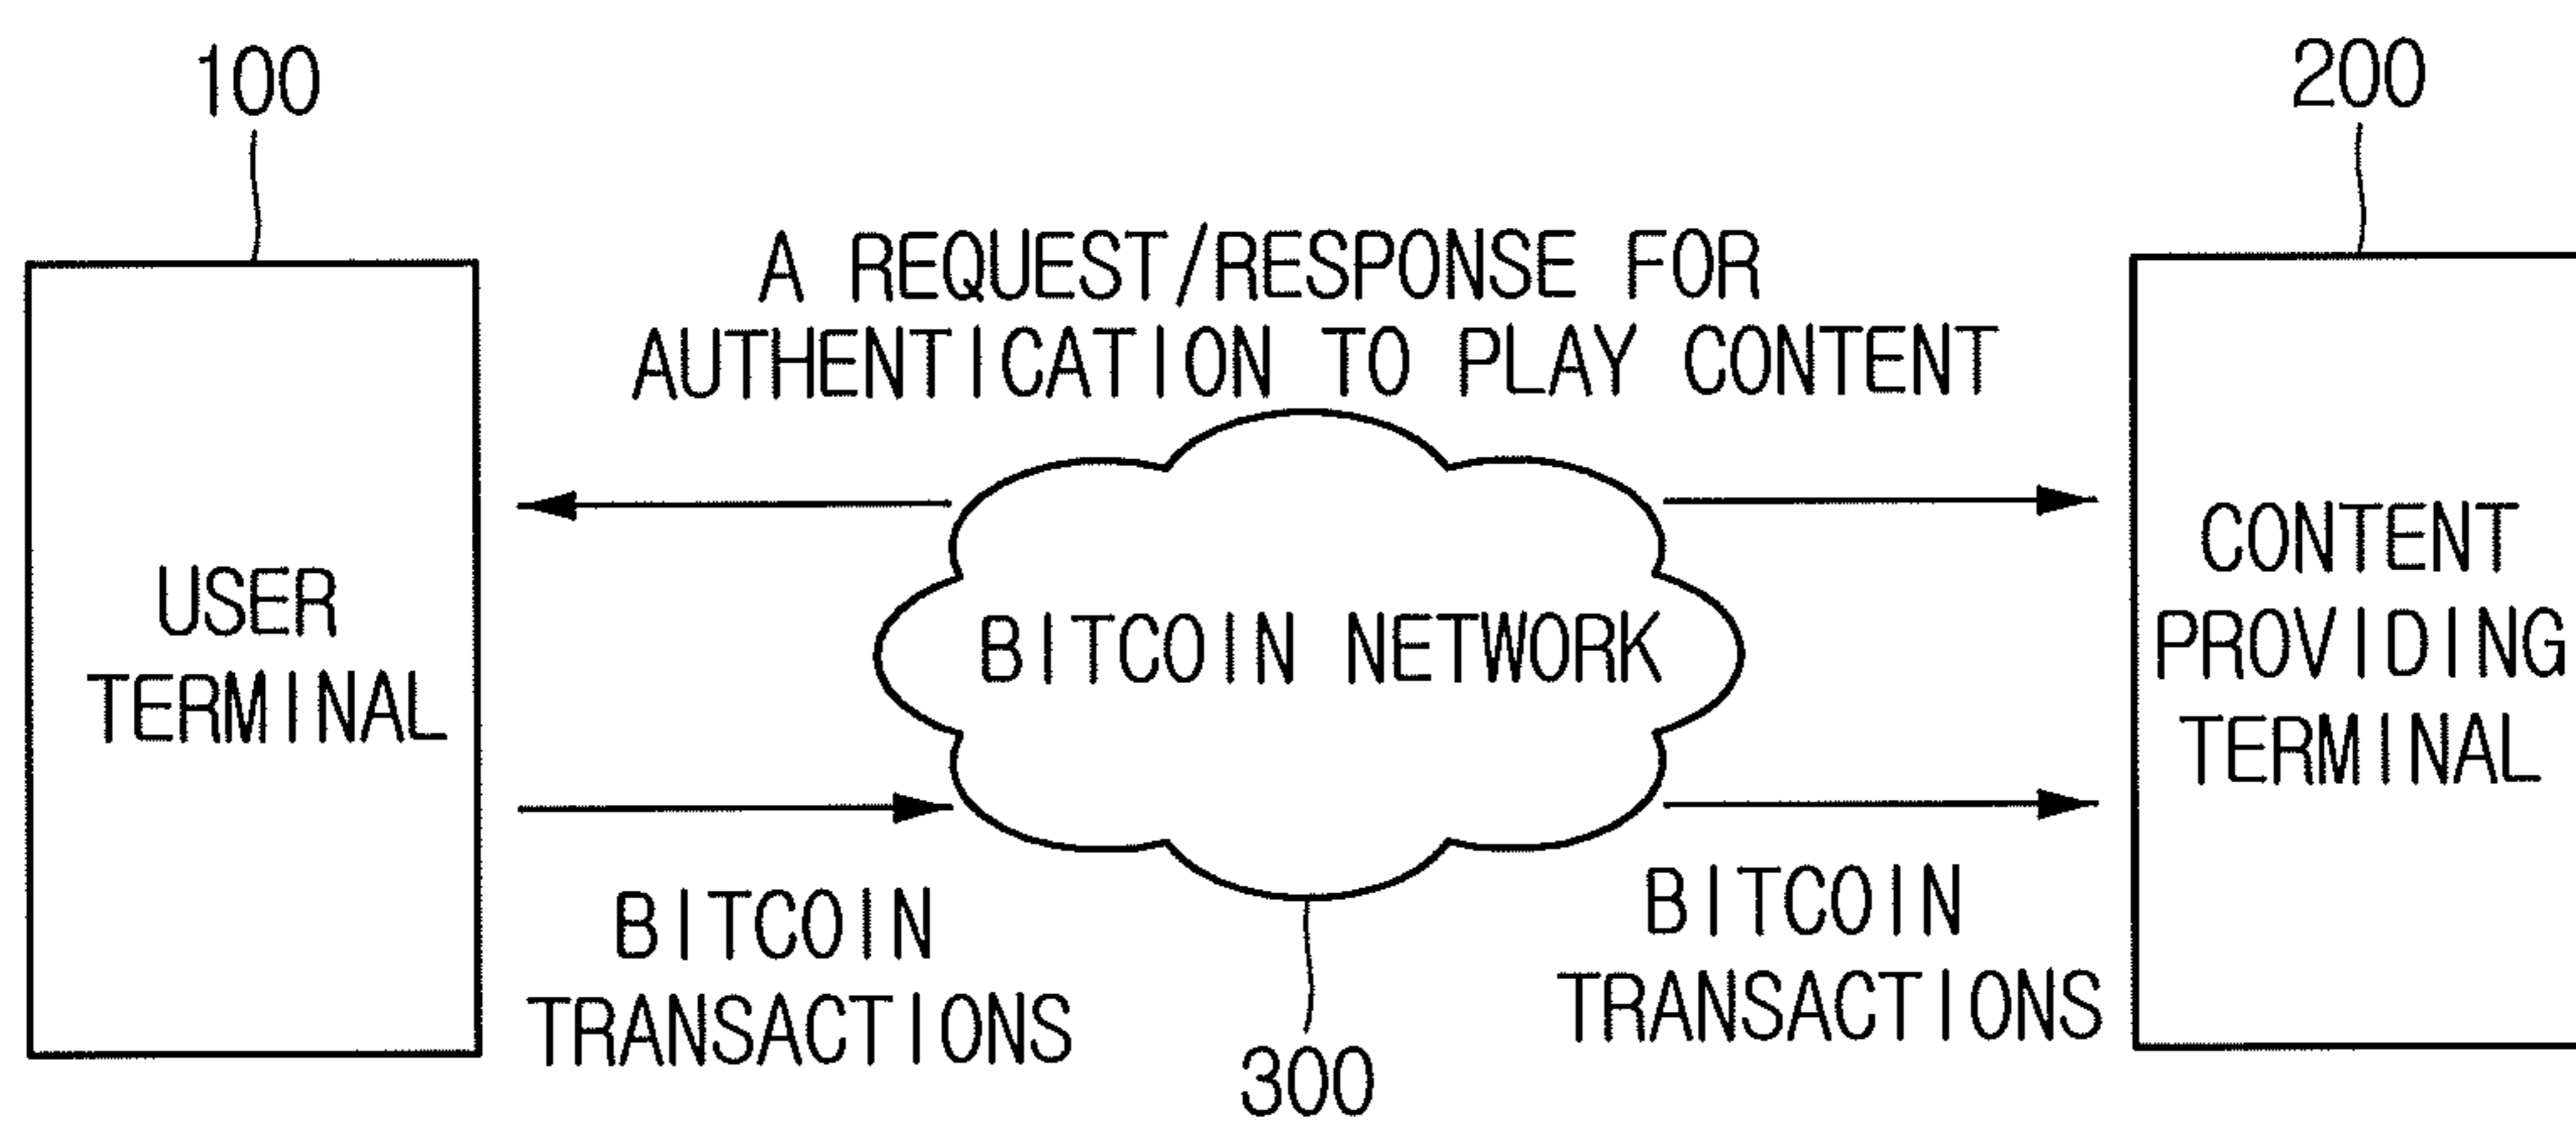 100
200
A REQUEST/RESPONSE FOR
AUTHENTICATION TO PLAY CONTENT
USER
TERMINAL
BITCOIN NETWORK
CONTENT
PROVIDING
TERMINAL
BITCOIN
TRANSACTIONS
BITCOIN
TRANSACTIONS
300